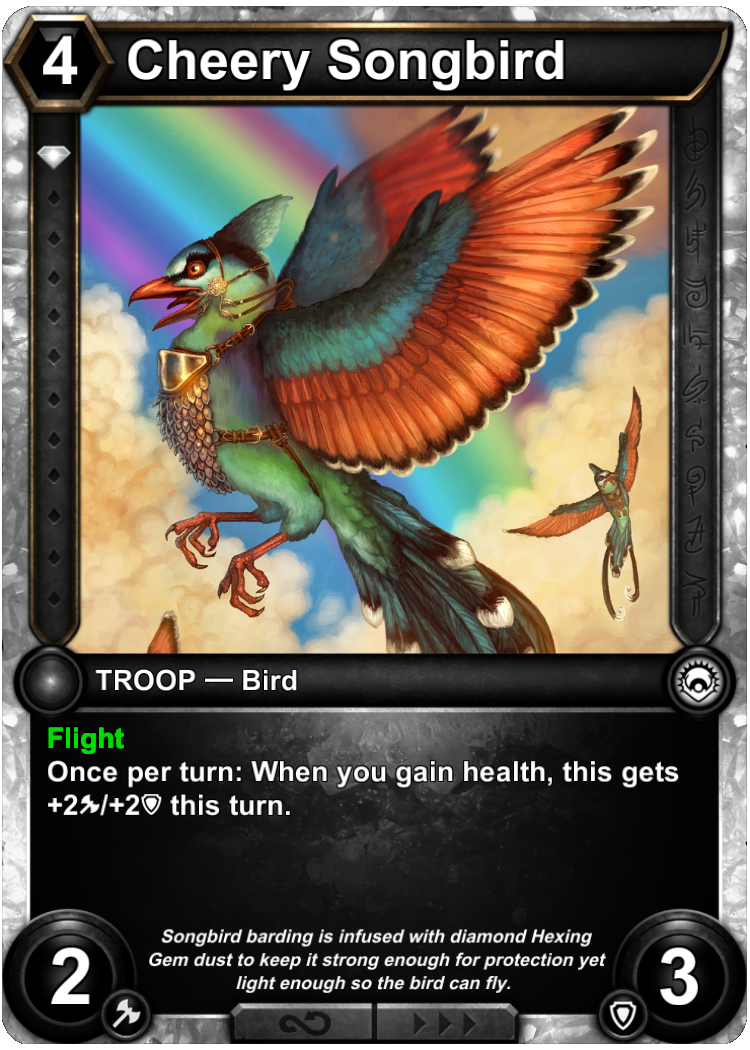 4 Cheery Songbird
TROOP — Bird
Flight
Once per turn: When you gain health, this gets
+2/+2 this turn.
Songbird barding is infused with diamond Hexing
Gem dust to keep it strong enough for protection yet
light enough so the bird can fly.
2 3